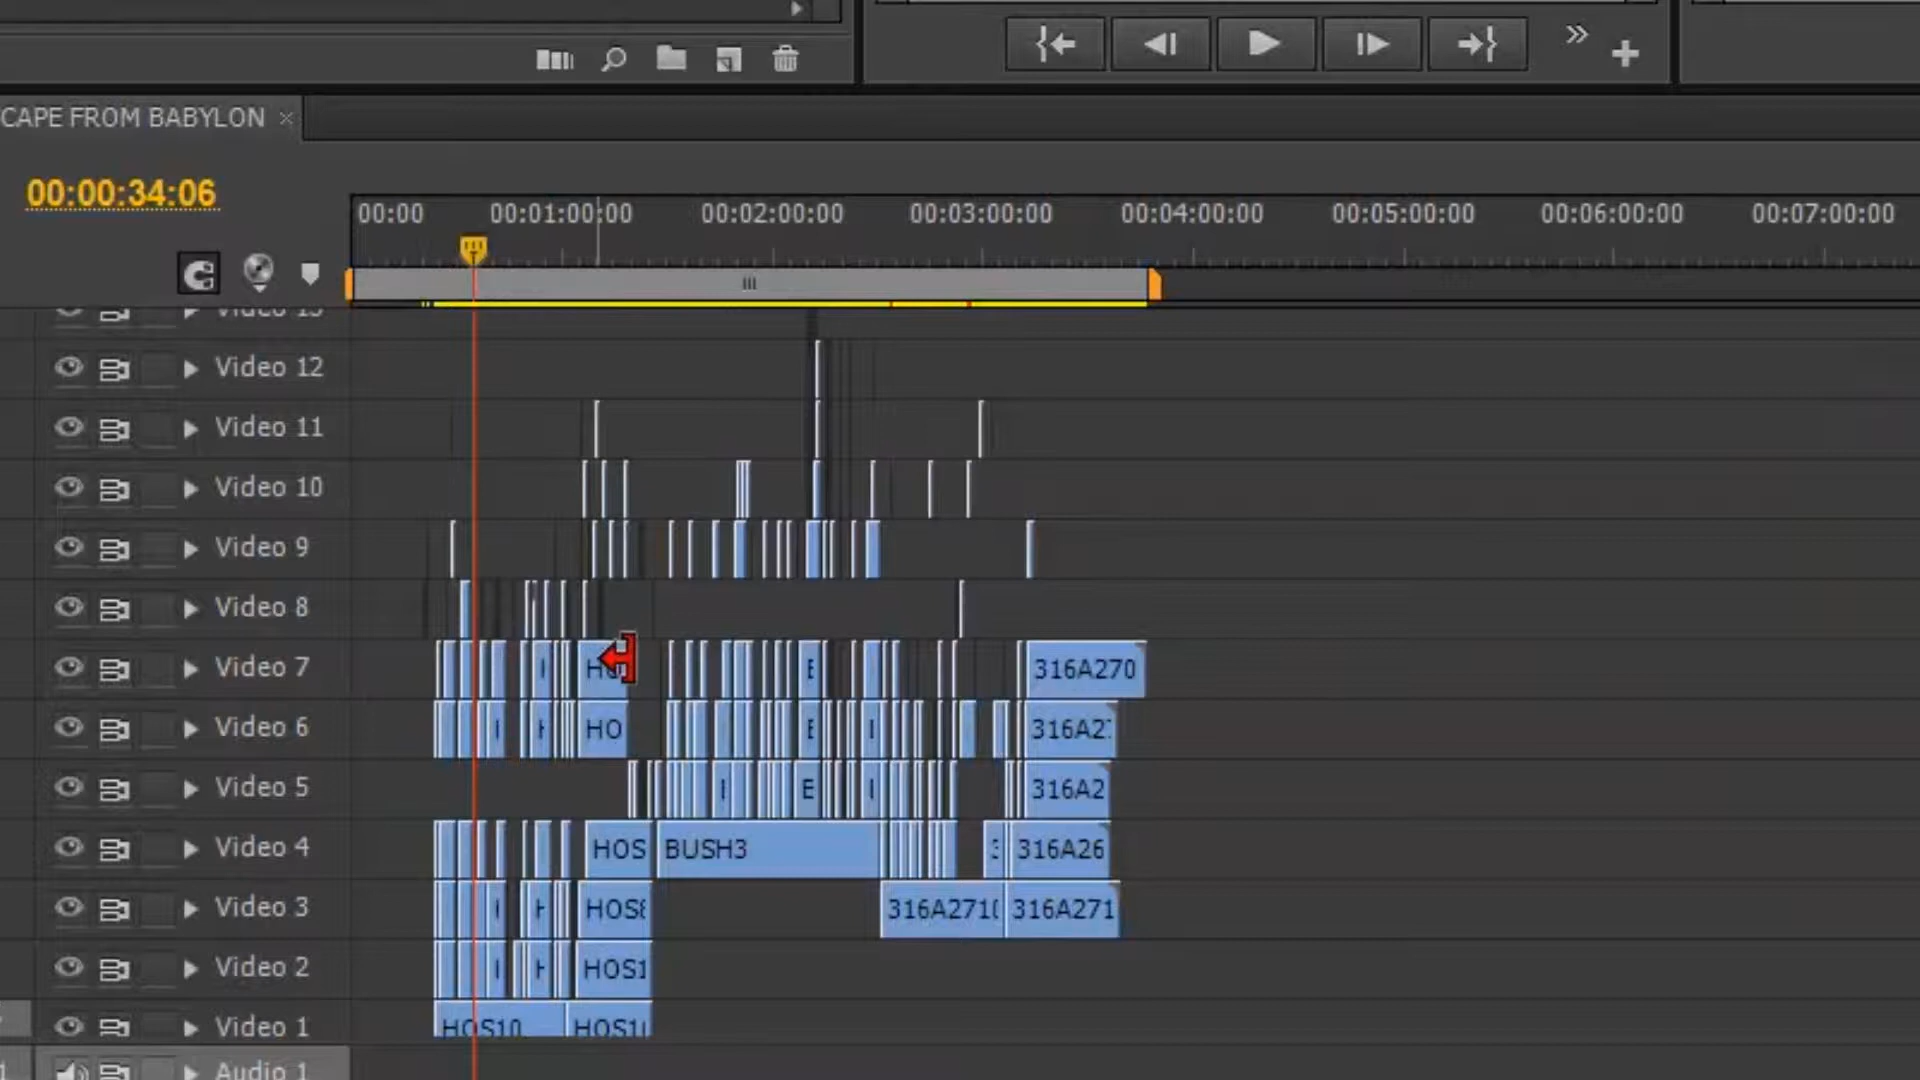 CAPE FROM BABYLON ×
00:00:34:06
00:00 00:01:00:00 00:02:00:00 00:03:00:00 00:04:00:00 00:05:00:00 00:06:00:00 00:07:00:00
Video 13
Video 12
Video 11
Video 10
Video 9
Video 8
Video 7 316A270
Video 6 HO 316A2
Video 5 E 316A2
Video 4 HOS BUSH3 316A26
Video 3 HOS 316A271 316A271
Video 2 HOS1
Video 1 HOS10 HOS1
Audio 1